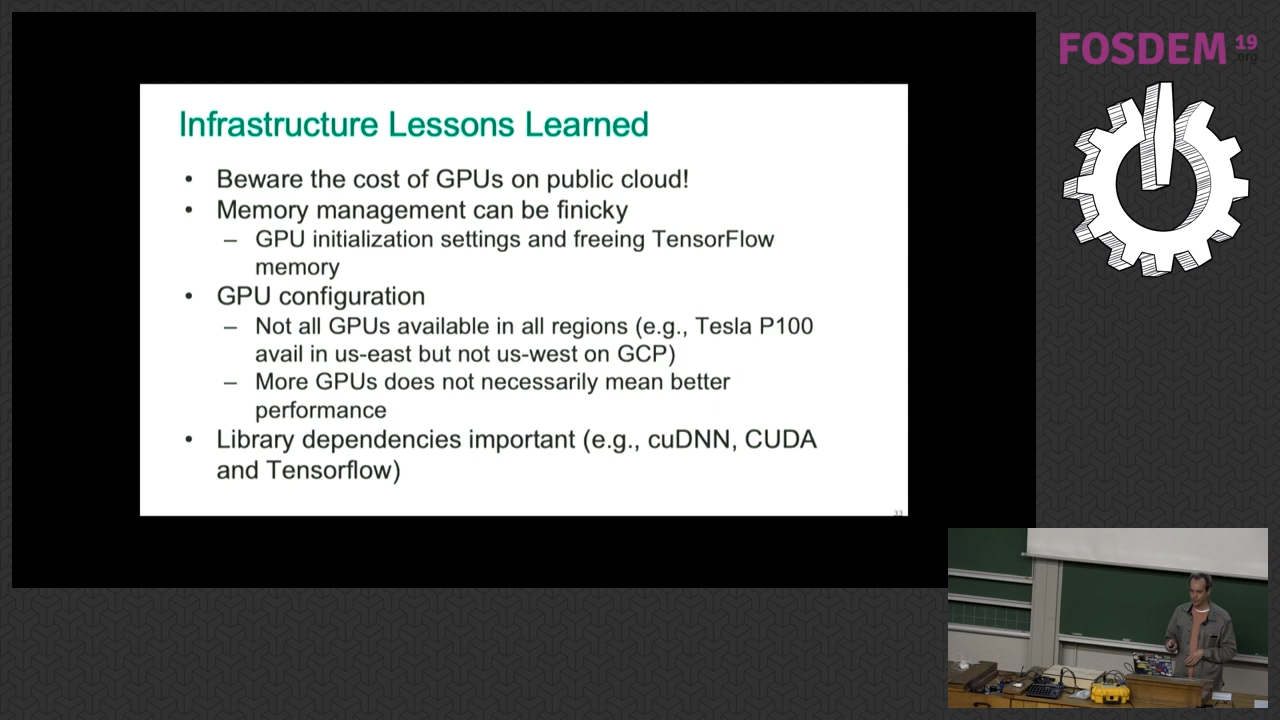 FOSDEM 19
.org
Infrastructure Lessons Learned
• Beware the cost of GPUs on public cloud!
• Memory management can be finicky
– GPU initialization settings and freeing TensorFlow
memory
• GPU configuration
– Not all GPUs available in all regions (e.g., Tesla P100
avail in us-east but not us-west on GCP)
– More GPUs does not necessarily mean better
performance
• Library dependencies important (e.g., cuDNN, CUDA
and Tensorflow)
33